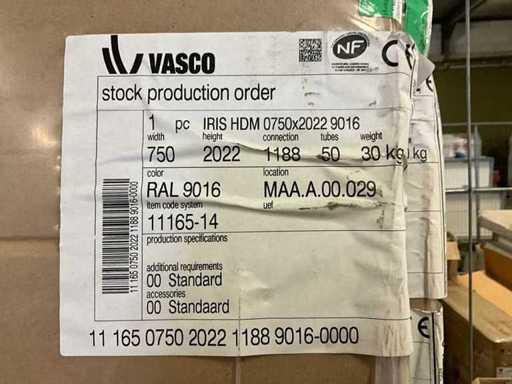 VASCO
NF
CE
stock production order
1 pc IRIS HDM 0750x2022 9016
width height connection tubes weight
750 2022 1188 50 30 kg kg
color location
RAL 9016 MAA.A.00.029
item code system uef
11165-14
production specifications
additional requirements
00 Standard
accessories
00 Standaard
11 165 0750 2022 1188 9016-0000
11 165 0750 2022 1188 9016-0000